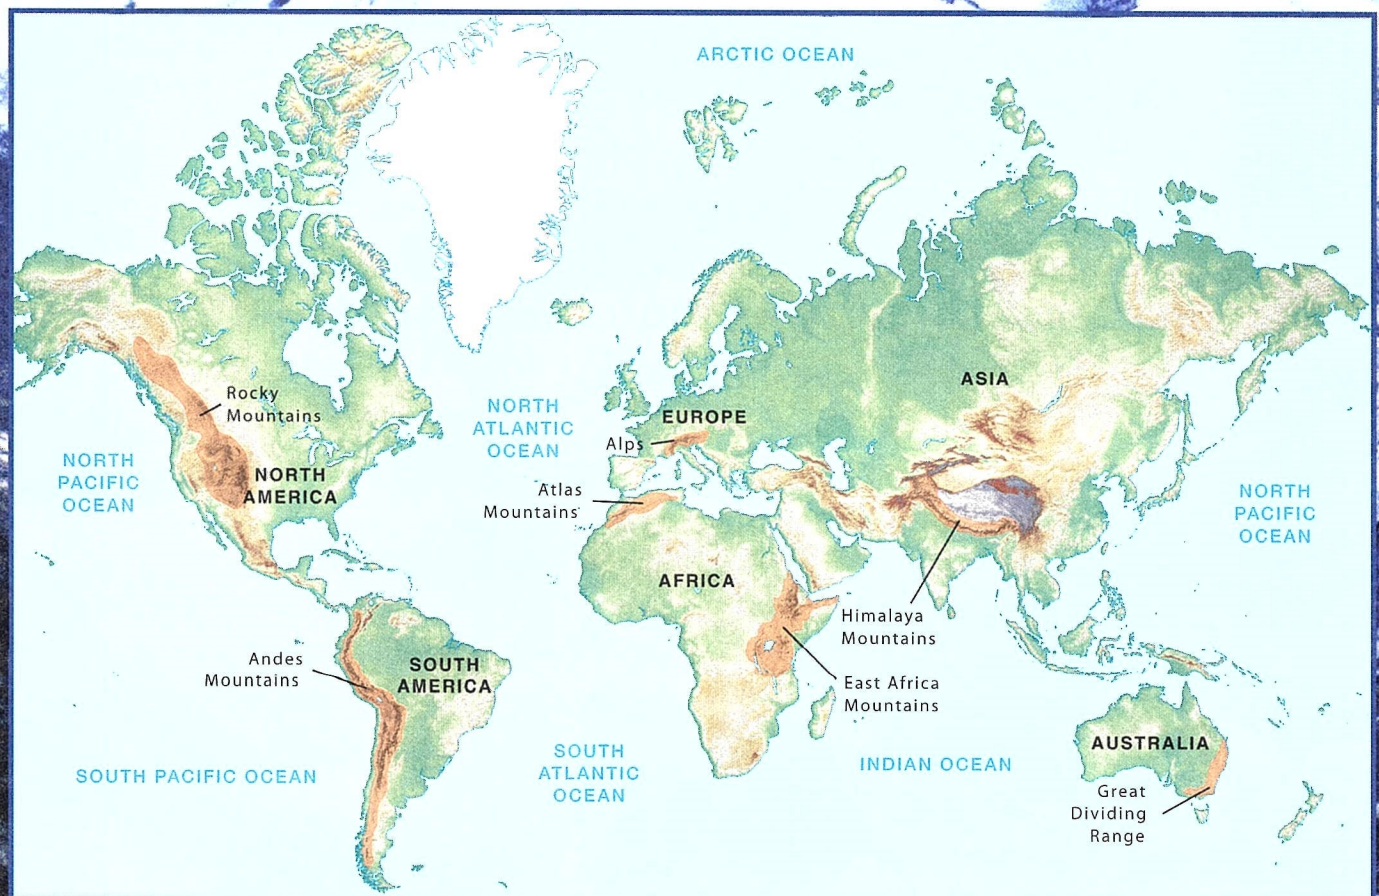 ARCTIC OCEAN
Rocky
Mountains
NORTH
ATLANTIC
OCEAN
ASIA
EUROPE
Alps
NORTH
PACIFIC
OCEAN
NORTH
AMERICA
Atlas
Mountains
NORTH
PACIFIC
OCEAN
AFRICA
Himalaya
Mountains
Andes
Mountains
SOUTH
AMERICA
East Africa
Mountains
AUSTRALIA
SOUTH PACIFIC OCEAN
SOUTH
ATLANTIC
OCEAN
INDIAN OCEAN
Great
Dividing
Range